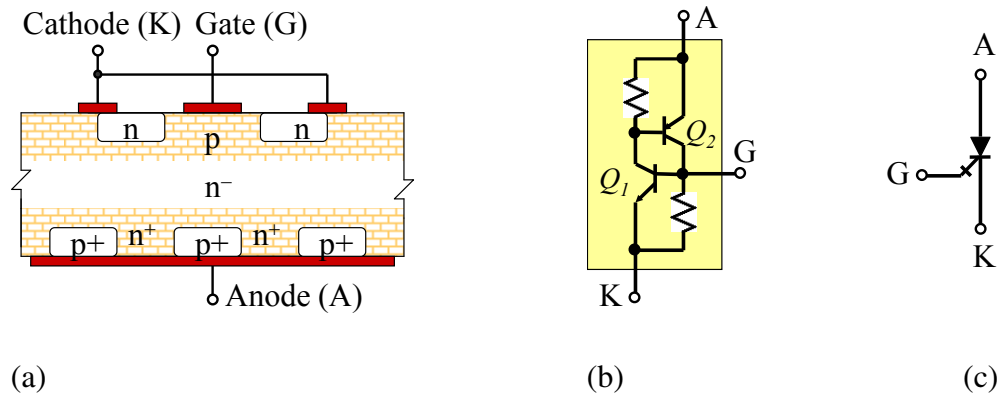 Cathode (K) Gate (G)
n n
p
n⁻
p+ n⁺ p+ n⁺ p+
Anode (A)
(a)
A
Q₂
G
Q₁
K
(b)
A
G
K
(c)